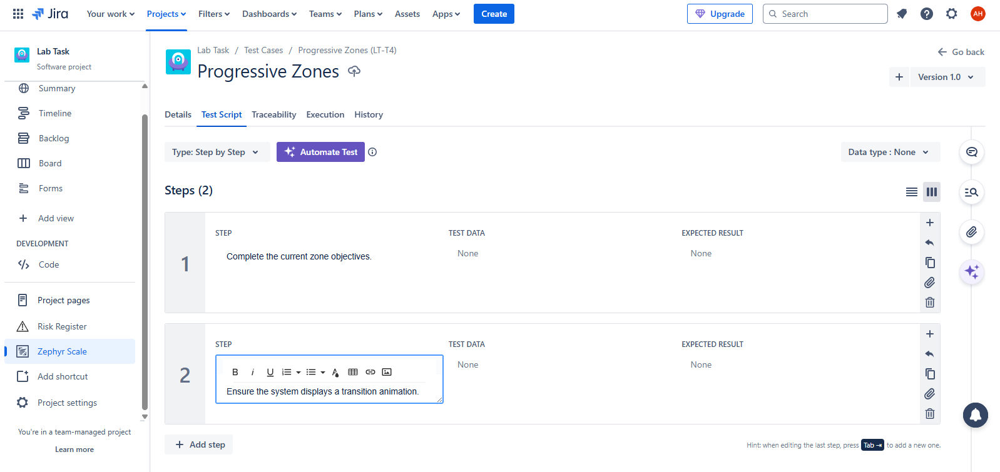 Jira
Your work
Projects
Filters
Dashboards
Teams
Plans
Assets
Apps
Create
Upgrade
Search
AH
Lab Task
Software project
Summary
Timeline
Backlog
Board
Forms
Add view
DEVELOPMENT
Code
Project pages
Risk Register
Zephyr Scale
Add shortcut
Project settings
You're in a team-managed project
Learn more
Lab Task / Test Cases / Progressive Zones (LT-T4)
Go back
Progressive Zones
Version 1.0
Details
Test Script
Traceability
Execution
History
Type: Step by Step
Automate Test
Data type : None
Steps (2)
1
STEP
TEST DATA
EXPECTED RESULT
Complete the current zone objectives.
None
None
2
STEP
TEST DATA
EXPECTED RESULT
None
None
B i U A
Ensure the system displays a transition animation.
Add step
Hint: when editing the last step, press Tab to add a new one.